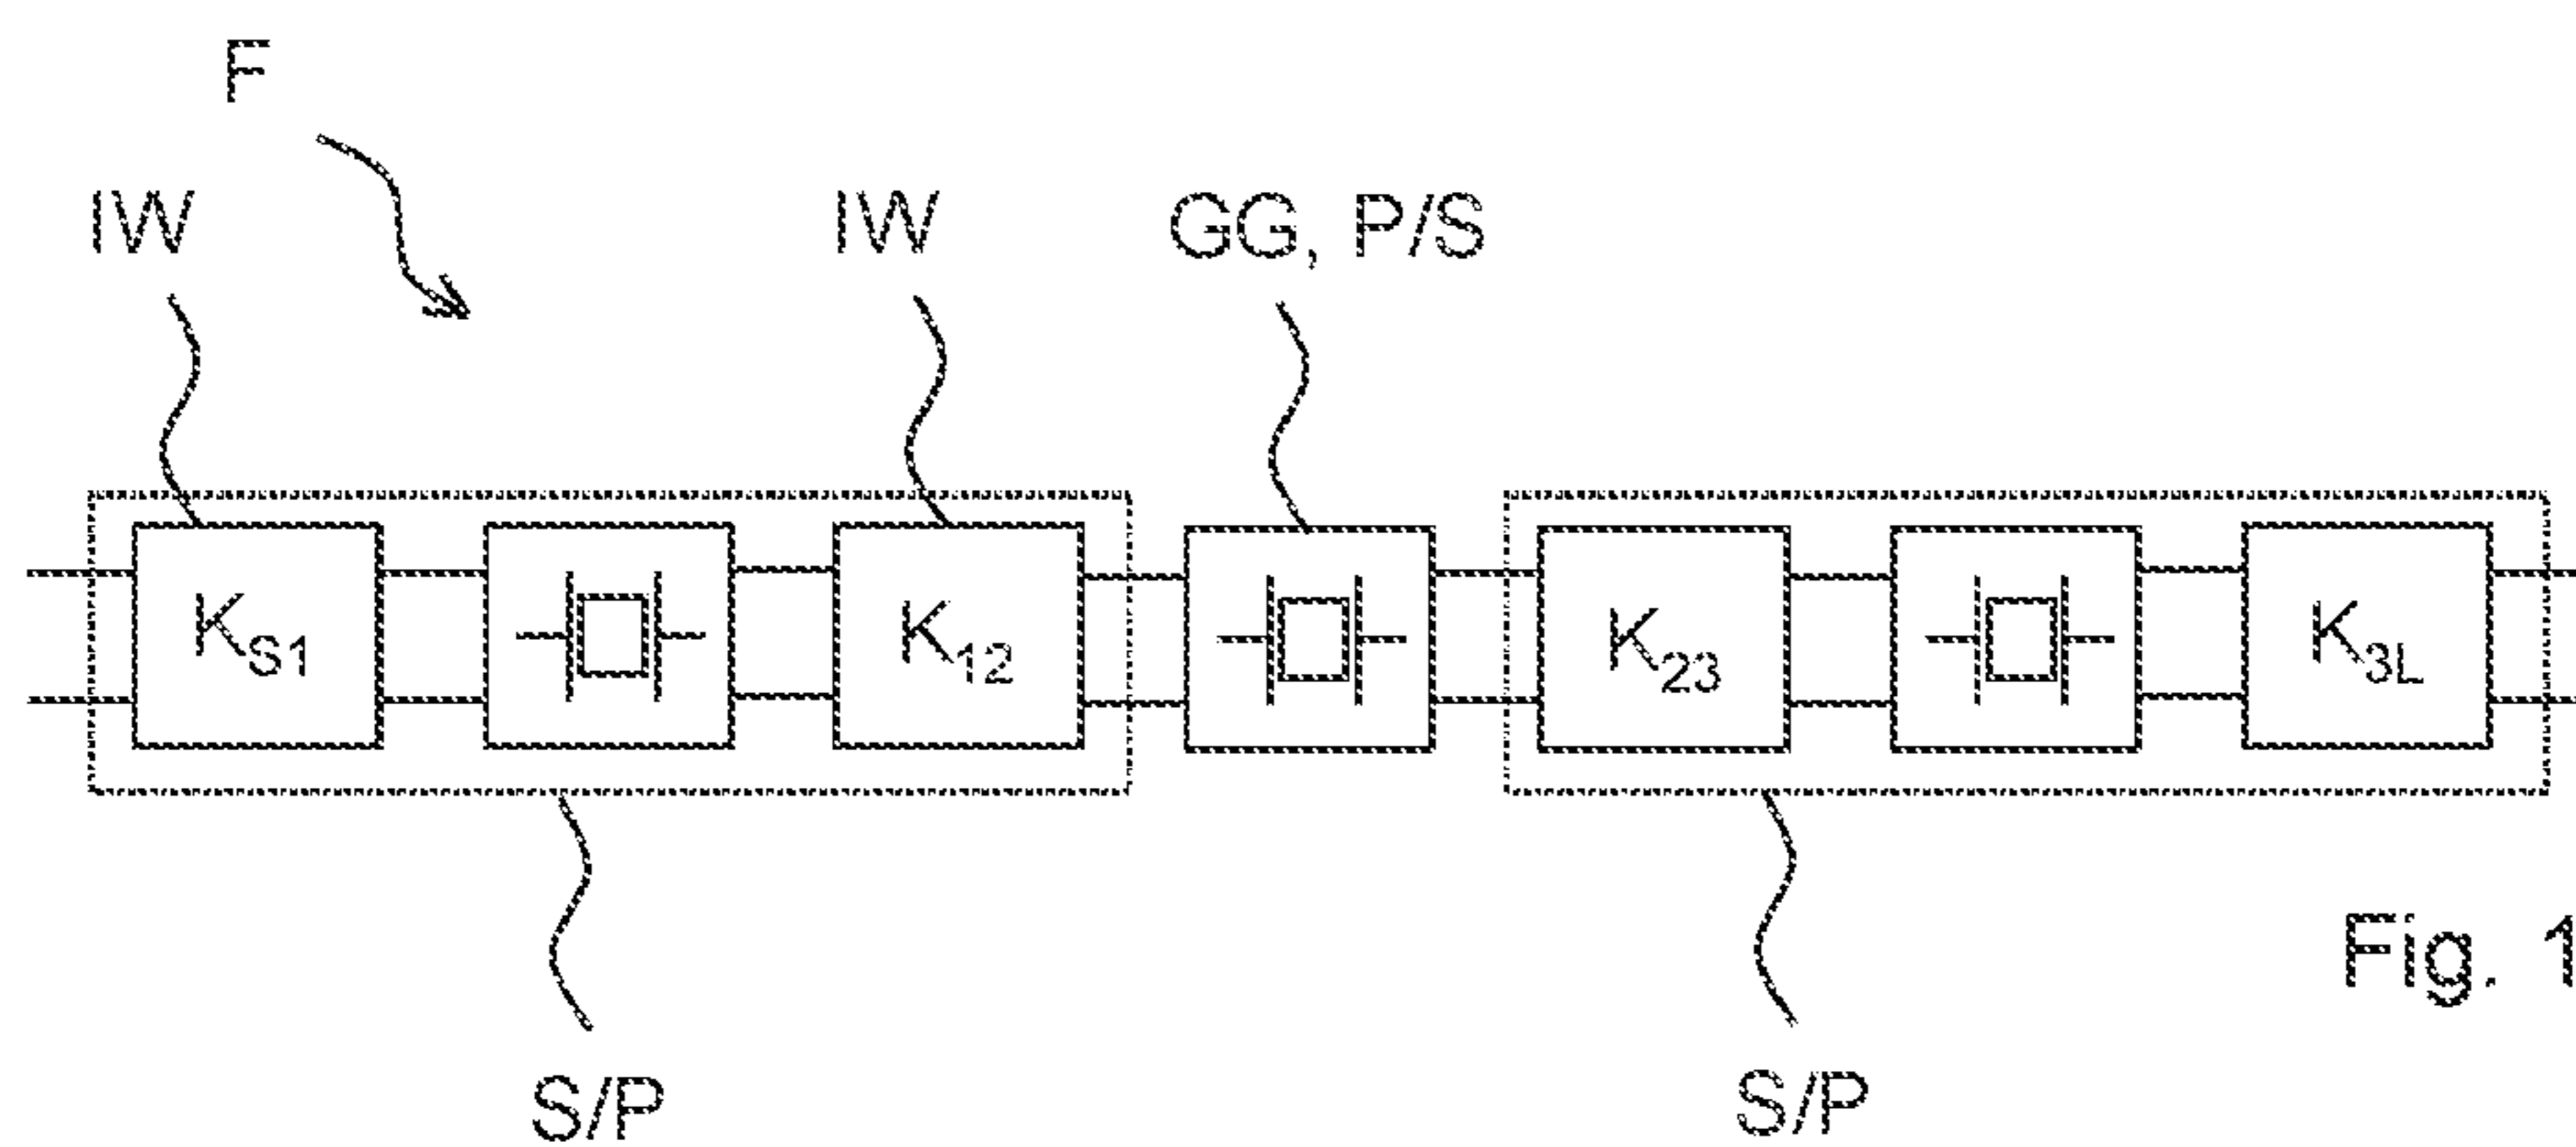 F
IW IW GG, P/S
K_S1 K_12 K_23 K_3L
Fig. 1
S/P S/P